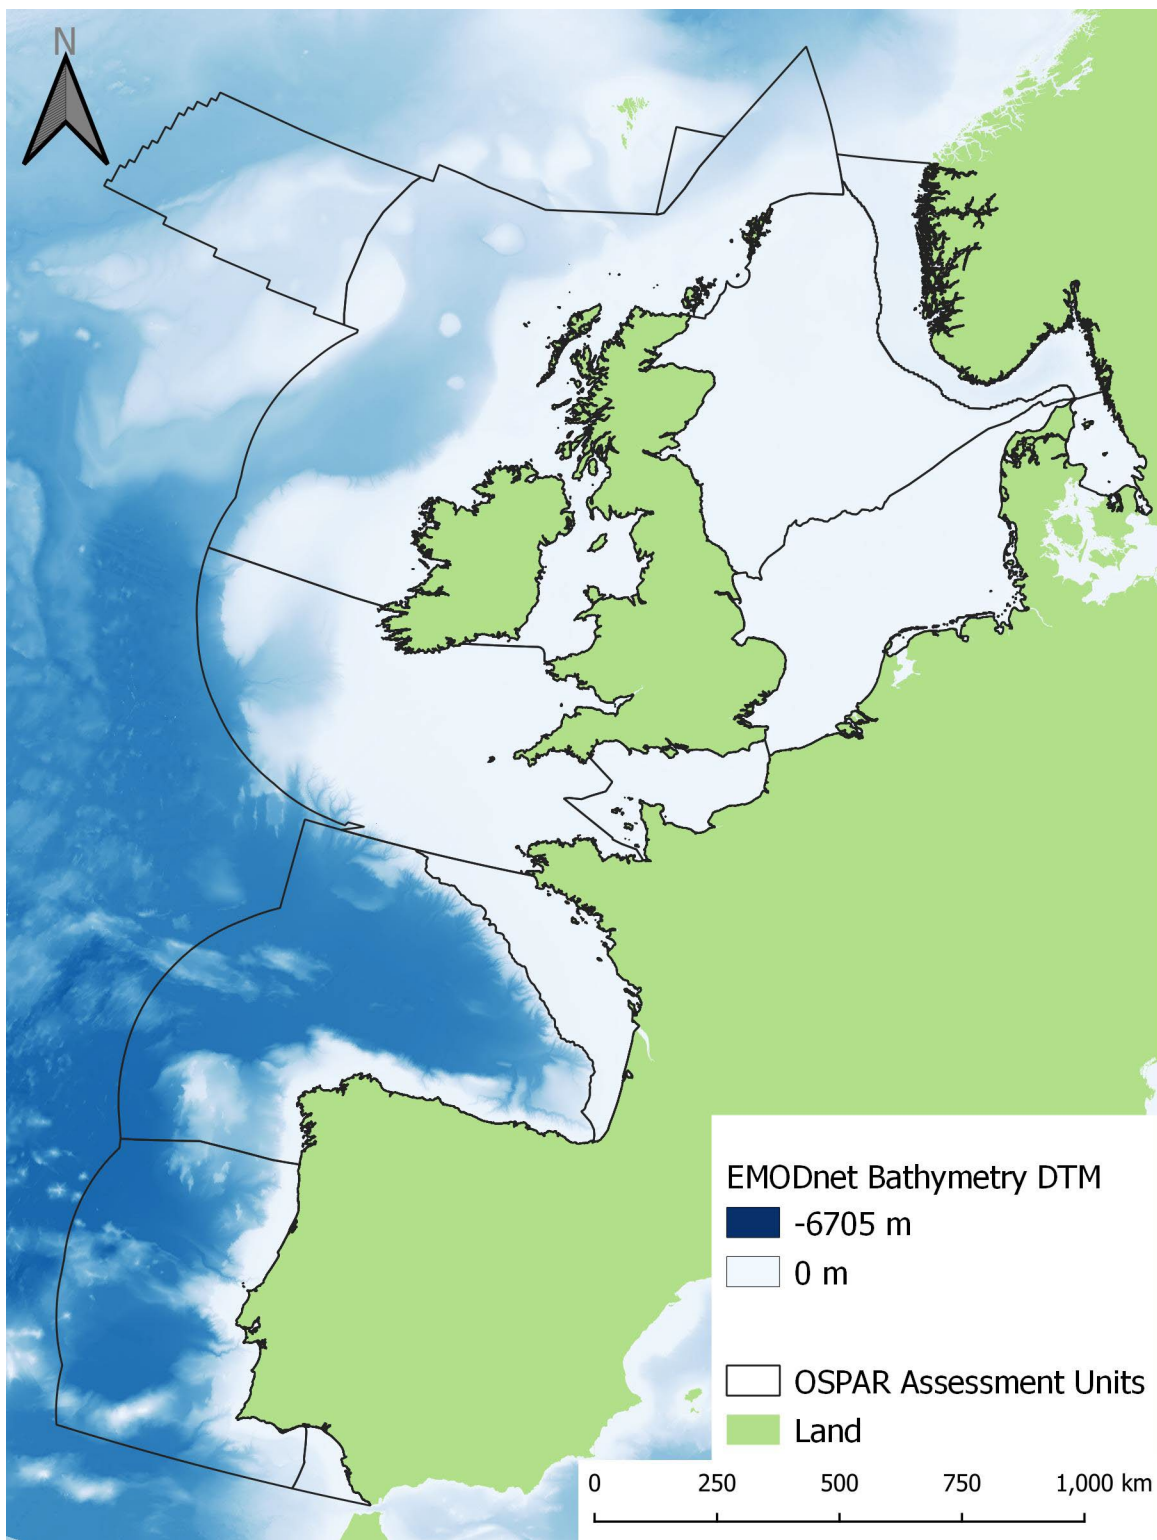 N
EMODnet Bathymetry DTM
-6705 m
0 m
OSPAR Assessment Units
Land
0 250 500 750 1,000 km